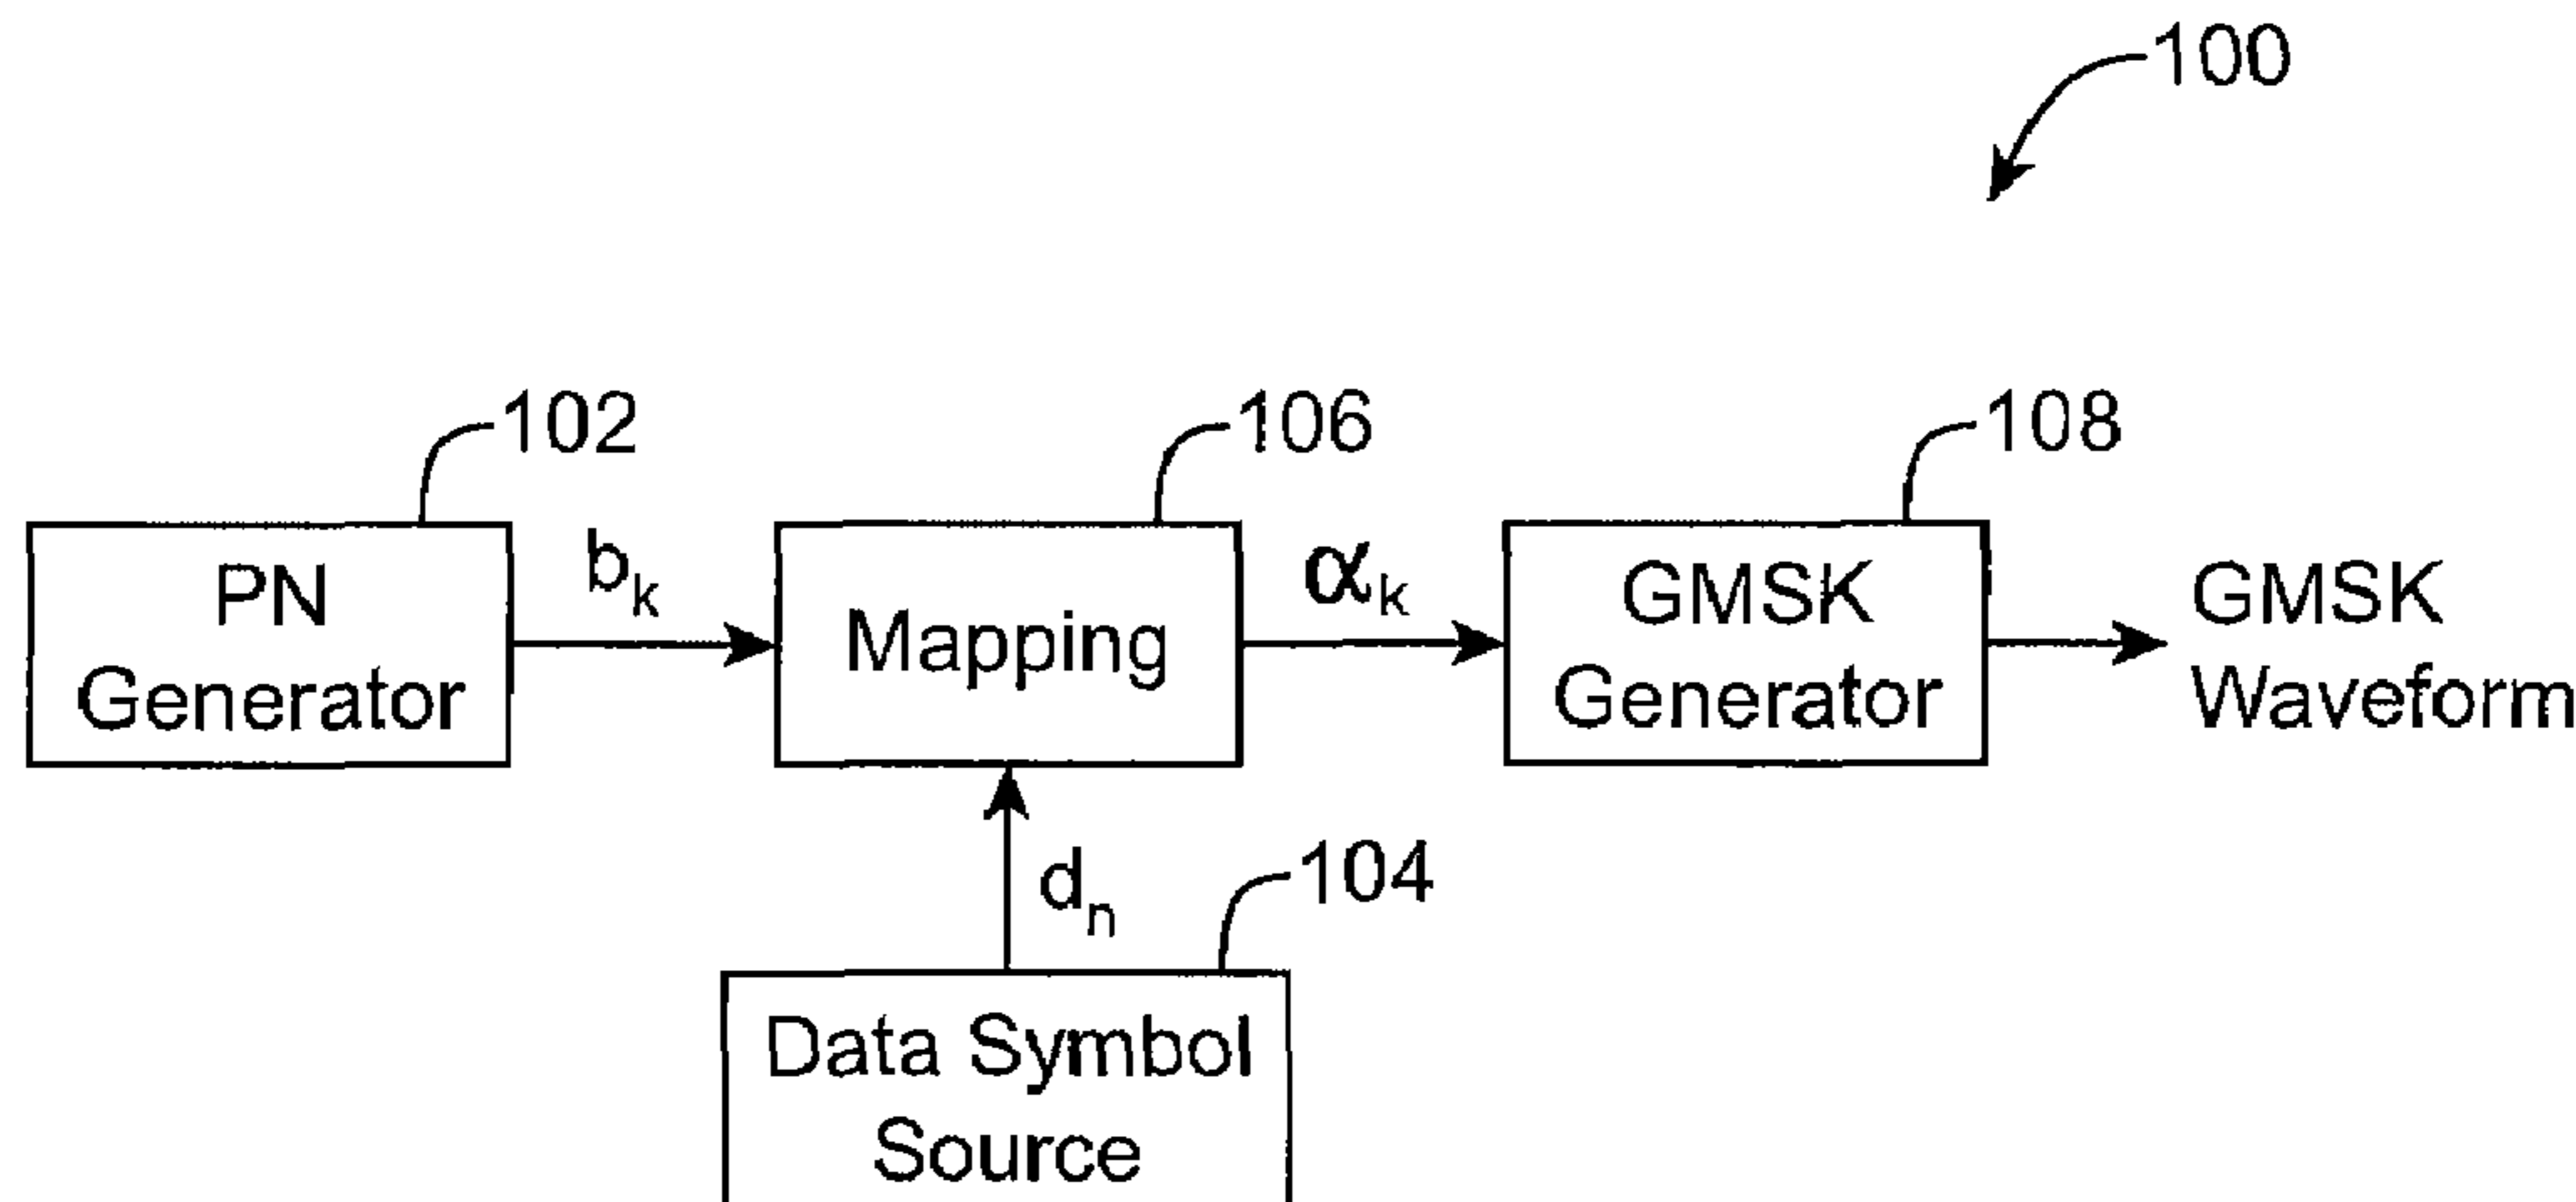 100
102
106
108
PN
Generator
b_k
Mapping
α_k
GMSK
Generator
GMSK
Waveform
d_n
104
Data Symbol
Source